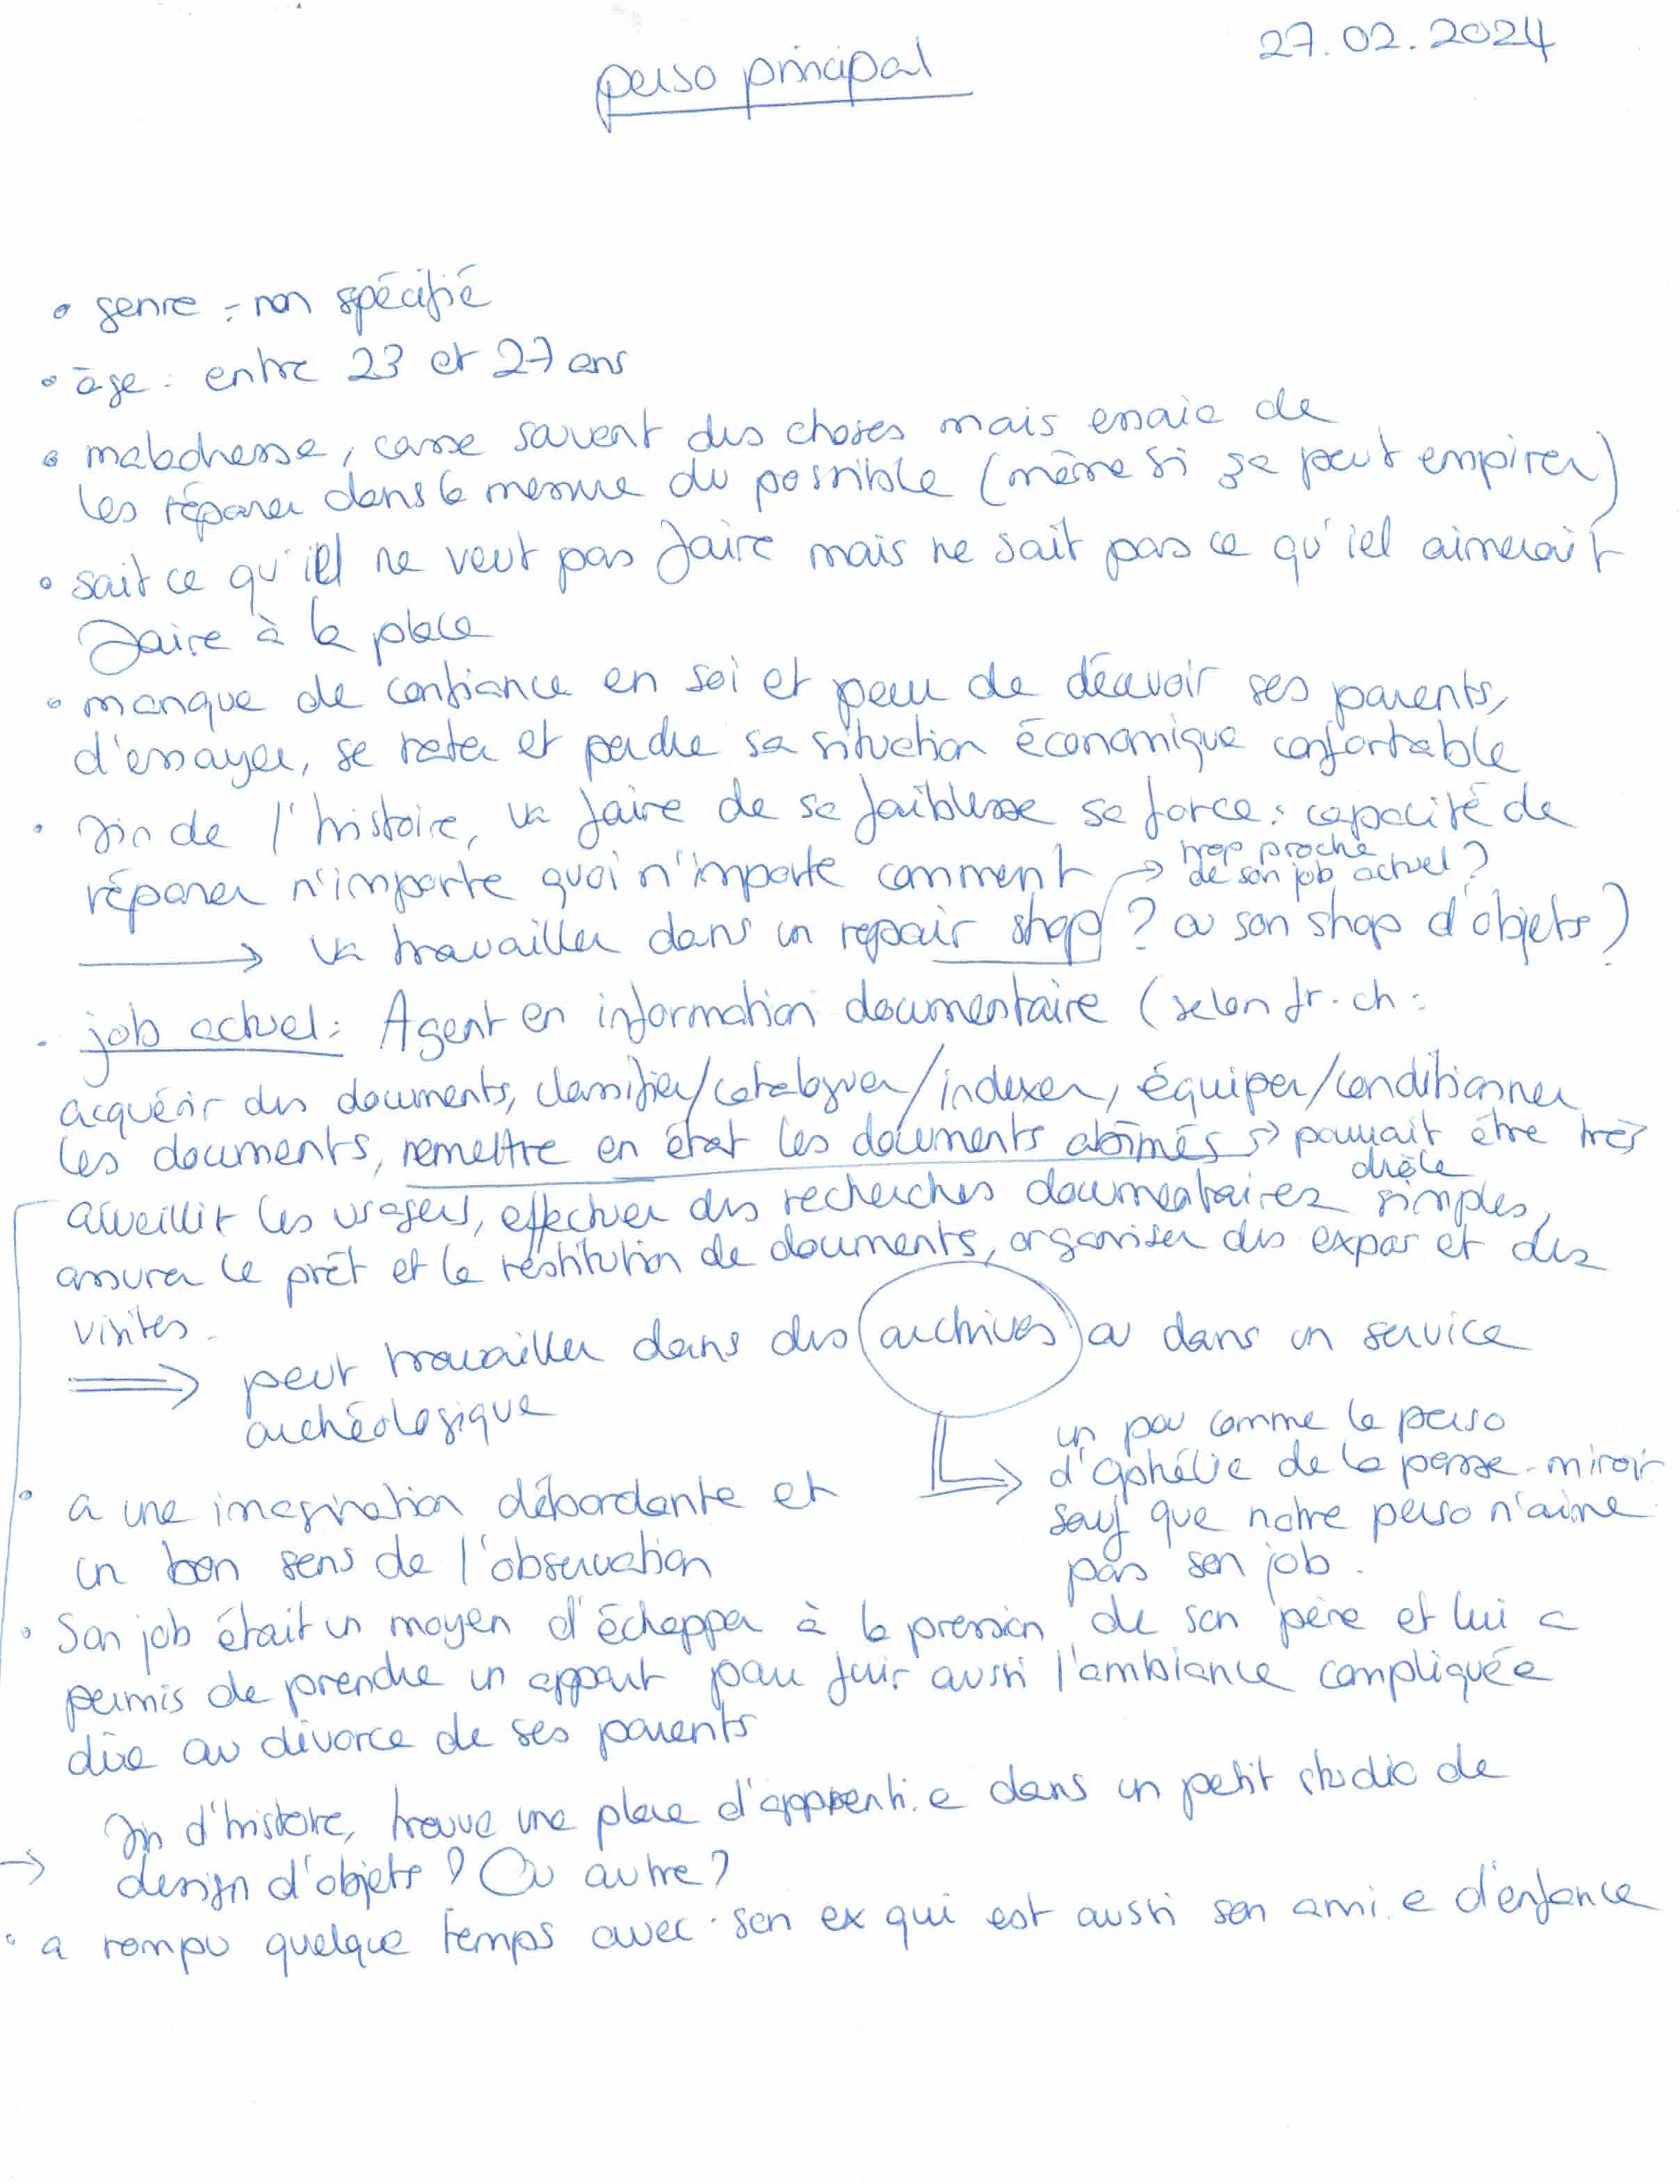 27.02.2024
perso principal
• genre : non spécifié
• âge : entre 23 et 27 ans
• maladresse, casse souvent des choses mais essaie de
les réparer dans la mesure du possible (même si ça peut empirer)
• sait ce qu'iel ne veut pas faire mais ne sait pas ce qu'iel aimerait
faire à la place
• manque de confiance en soi et peur de décevoir ses parents,
d'essayer, se rater et perdre sa situation économique confortable
• fin de l'histoire, va faire de sa faiblesse sa force : capacité de
réparer n'importe quoi n'importe comment → trop proche
de son job actuel ?
→ va travailler dans un repair shop ? ou son shop d'objets ?
• job actuel : Agent en information documentaire (selon fr.ch :
acquérir des documents, classifier/cataloguer/indexer, équiper/conditionner
les documents, remettre en état les documents abîmés → pourrait être très
drôle
accueillir les usagers, effectuer des recherches documentaires simples,
assurer le prêt et la restitution de documents, organiser des expos et des
visites.
⇒ peut travailler dans des archives ou dans un service
archéologique
un peu comme le perso
d'Ophélie de la passe-miroir
sauf que notre perso n'aime
pas son job.
• a une imagination débordante et
un bon sens de l'observation
• Son job était un moyen d'échapper à la pression de son père et lui a
permis de prendre un appart pour fuir aussi l'ambiance compliquée
dûe au divorce de ses parents
→ fin d'histoire, trouve une place d'apprenti.e dans un petit studio de
design d'objets ? Ou autre ?
• a rompu quelque temps avec son ex qui est aussi son ami.e d'enfance